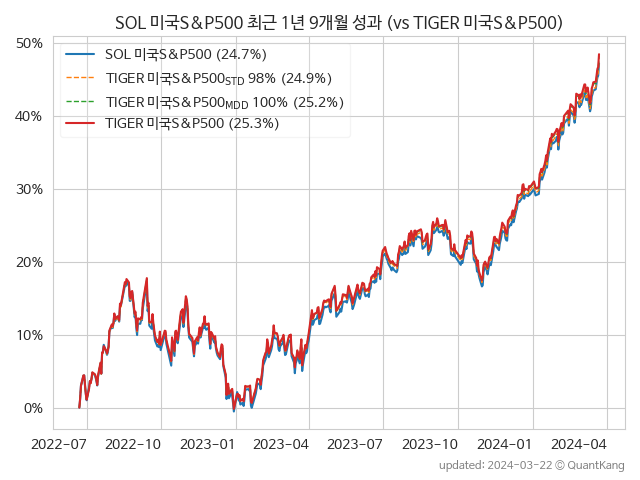 SOL 미국S&P500 최근 1년 9개월 성과 (vs TIGER 미국S&P500)
SOL 미국S&P500 (24.7%)
TIGER 미국S&P500STD 98% (24.9%)
TIGER 미국S&P500MDD 100% (25.2%)
TIGER 미국S&P500 (25.3%)
50%
40%
30%
20%
10%
0%
2022-07 2022-10 2023-01 2023-04 2023-07 2023-10 2024-01 2024-04
updated: 2024-03-22 © QuantKang